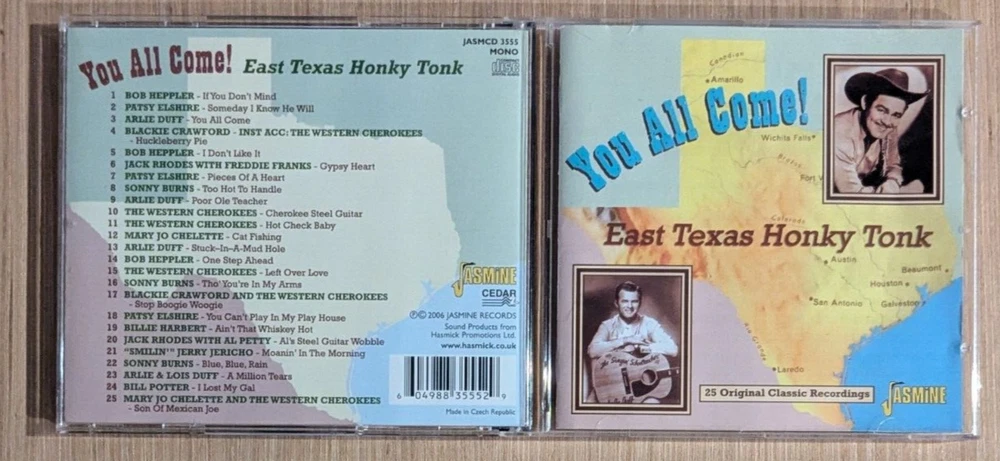 You All Come! East Texas Honky Tonk
JASMCD 3555
MONO
1 BOB HEPPLER - If You Don't Mind
2 PATSY ELSHIRE - Someday I Know He Will
3 ARLIE DUFF - You All Come
4 BLACKIE CRAWFORD - INST ACC: THE WESTERN CHEROKEES
- Huckleberry Pie
5 BOB HEPPLER - I Don't Like It
6 JACK RHODES WITH FREDDIE FRANKS - Gypsy Heart
7 PATSY ELSHIRE - Pieces Of A Heart
8 SONNY BURNS - Too Hot To Handle
9 ARLIE DUFF - Poor Ole Teacher
10 THE WESTERN CHEROKEES - Cherokee Steel Guitar
11 THE WESTERN CHEROKEES - Hot Check Baby
12 MARY JO CHELETTE - Cat Fishing
13 ARLIE DUFF - Stuck-In-A-Mud Hole
14 BOB HEPPLER - One Step Ahead
15 THE WESTERN CHEROKEES - Left Over Love
16 SONNY BURNS - Tho' You're In My Arms
17 BLACKIE CRAWFORD AND THE WESTERN CHEROKEES
- Stop Boogie Woogie
18 PATSY ELSHIRE - You Can't Play In My Play House
19 BILLIE HARBERT - Ain't That Whiskey Hot
20 JACK RHODES WITH AL PETTY - Al's Steel Guitar Wobble
21 "SMILIN'" JERRY JERICHO - Moanin' In The Morning
22 SONNY BURNS - Blue, Blue, Rain
23 ARLIE & LOIS DUFF - A Million Tears
24 BILL POTTER - I Lost My Gal
25 MARY JO CHELETTE AND THE WESTERN CHEROKEES
- Son Of Mexican Joe
JASMINE
CEDAR
℗© 2006 JASMINE RECORDS
Sound Products from
Hasmick Promotions Ltd.
www.hasmick.co.uk
6 04988 35552 9
Made in Czech Republic
You All Come!
East Texas Honky Tonk
Canadian
Amarillo
Wichita Falls
Fort
Colorado
Austin
Beaumont
Houston
San Antonio
Galveston
Laredo
25 Original Classic Recordings
JASMINE